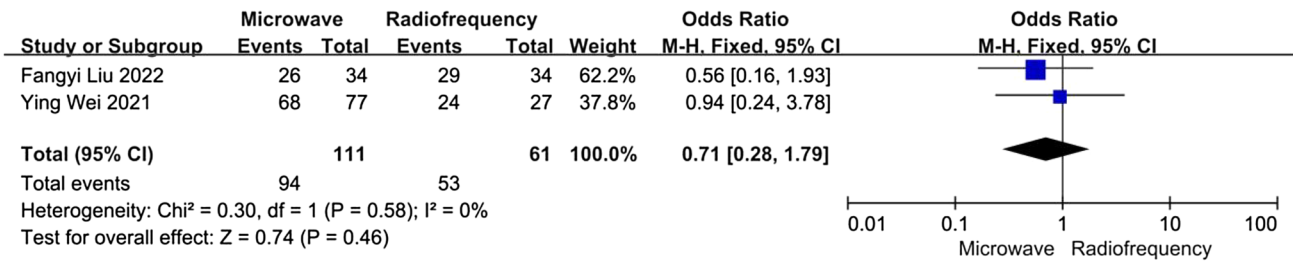 Microwave Radiofrequency Odds Ratio Odds Ratio
Study or Subgroup Events Total Events Total Weight M-H, Fixed, 95% CI M-H, Fixed, 95% CI
Fangyi Liu 2022 26 34 29 34 62.2% 0.56 [0.16, 1.93]
Ying Wei 2021 68 77 24 27 37.8% 0.94 [0.24, 3.78]
Total (95% CI) 111 61 100.0% 0.71 [0.28, 1.79]
Total events 94 53
Heterogeneity: Chi² = 0.30, df = 1 (P = 0.58); I² = 0%
Test for overall effect: Z = 0.74 (P = 0.46)
0.01 0.1 1 10 100
Microwave Radiofrequency